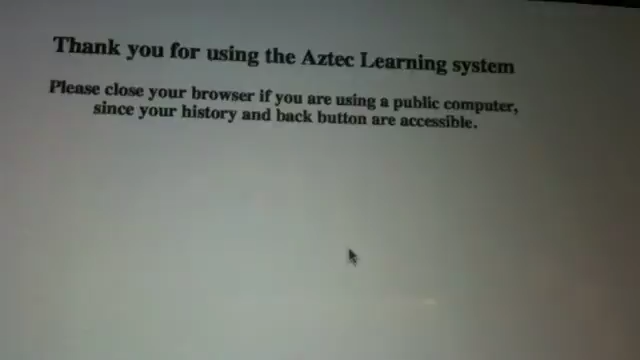 Thank you for using the Aztec Learning system
Please close your browser if you are using a public computer,
since your history and back button are accessible.